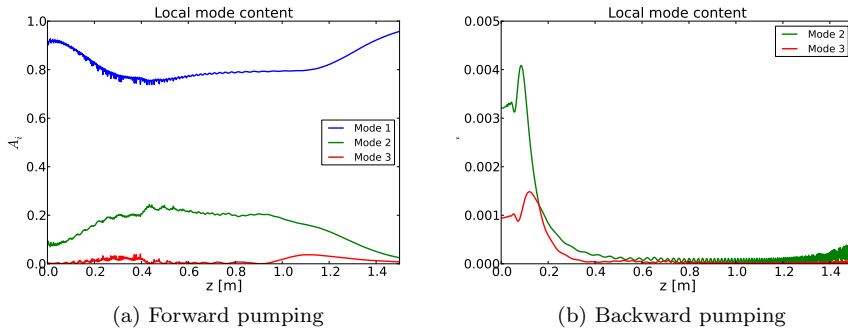 Local mode content
1.0
0.8
0.6
0.4
0.2
0.0
A_i
Mode 1
Mode 2
Mode 3
0.0 0.2 0.4 0.6 0.8 1.0 1.2 1.4
z [m]
(a) Forward pumping
Local mode content
0.005
0.004
0.003
0.002
0.001
0.000
Mode 2
Mode 3
0.0 0.2 0.4 0.6 0.8 1.0 1.2 1.4
z [m]
(b) Backward pumping